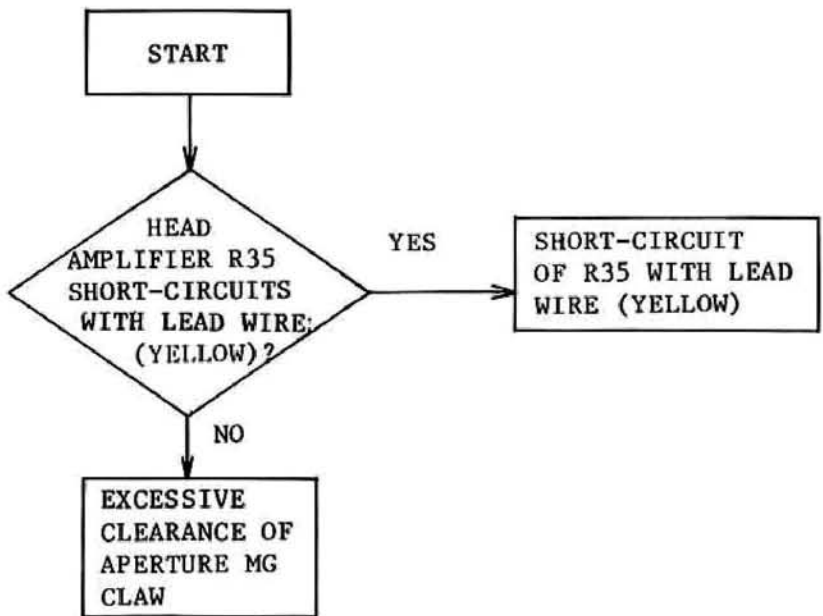 START
HEAD
AMPLIFIER R35
SHORT-CIRCUITS
WITH LEAD WIRE
(YELLOW)?
YES
SHORT-CIRCUIT
OF R35 WITH LEAD
WIRE (YELLOW)
NO
EXCESSIVE
CLEARANCE OF
APERTURE MG
CLAW